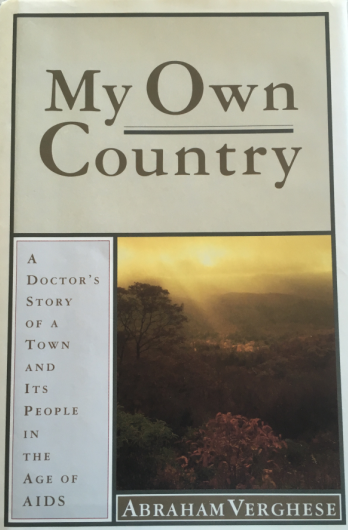 My Own
Country
A
Doctor's
Story
of a
Town
and
Its
People
in
the
Age of
AIDS
Abraham Verghese